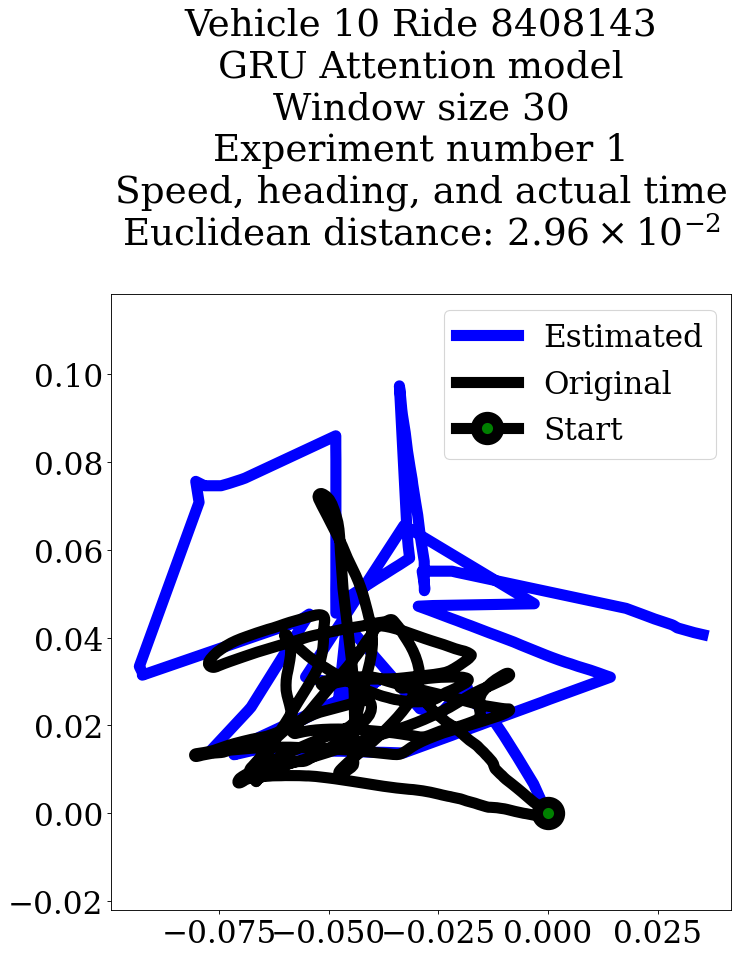 Vehicle 10 Ride 8408143
GRU Attention model
Window size 30
Experiment number 1
Speed, heading, and actual time
Euclidean distance: 2.96 × 10⁻²
Estimated
Original
Start
0.10
0.08
0.06
0.04
0.02
0.00
−0.02
−0.075 −0.050 −0.025 0.000 0.025